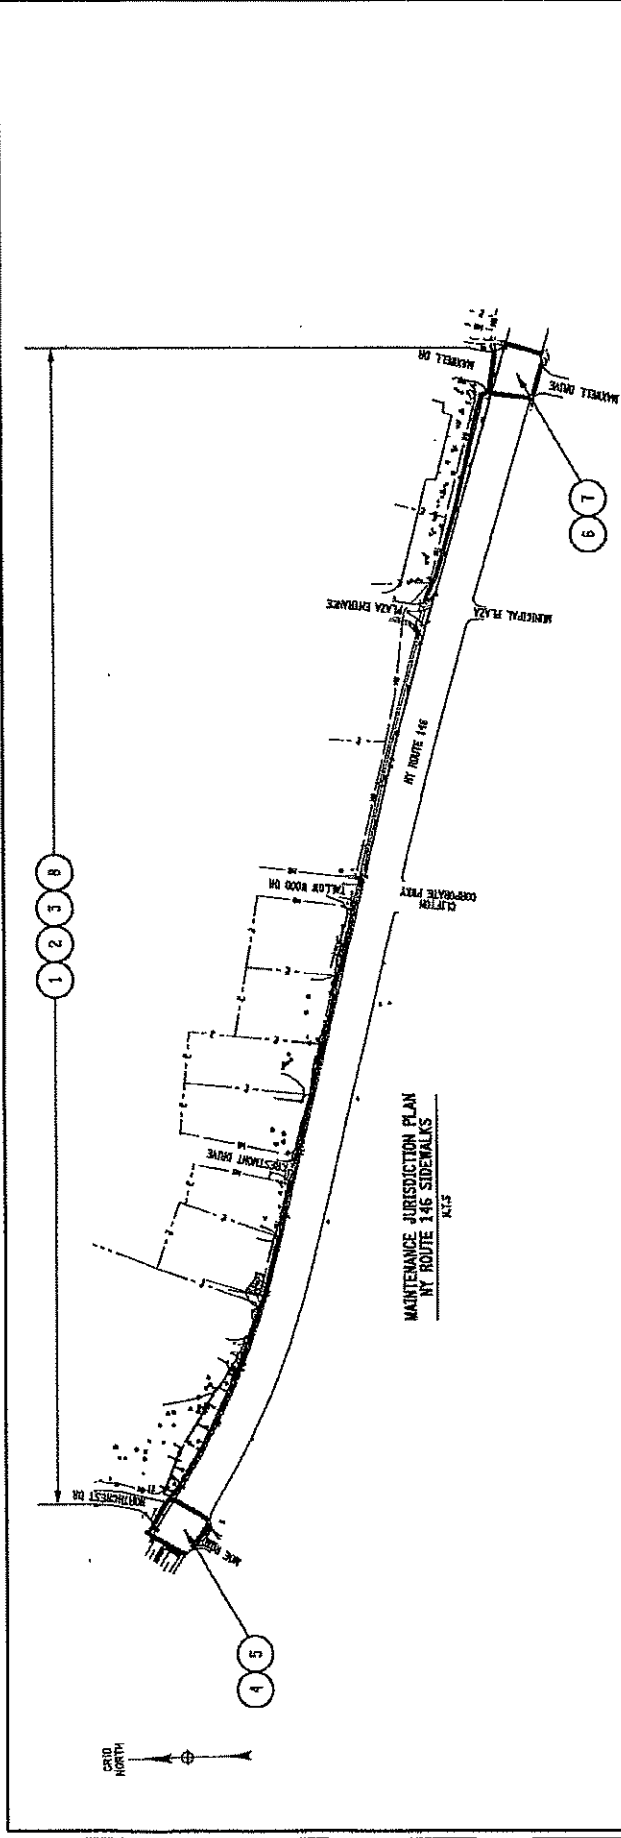 1 2 3 8
MAXWELL DR
MAXWELL DRIVE
6 7
PLAZA ENTRANCE
MUNICIPAL PLAZA
NY ROUTE 146
TALLOW WOOD DR
CLIFTON
CORPORATE PKWY
CRESTMONT DRIVE
NORTHCREST DR
MOE ROAD
4 5
MAINTENANCE JURISDICTION PLAN
NY ROUTE 146 SIDEWALKS
N.T.S
GRID
NORTH